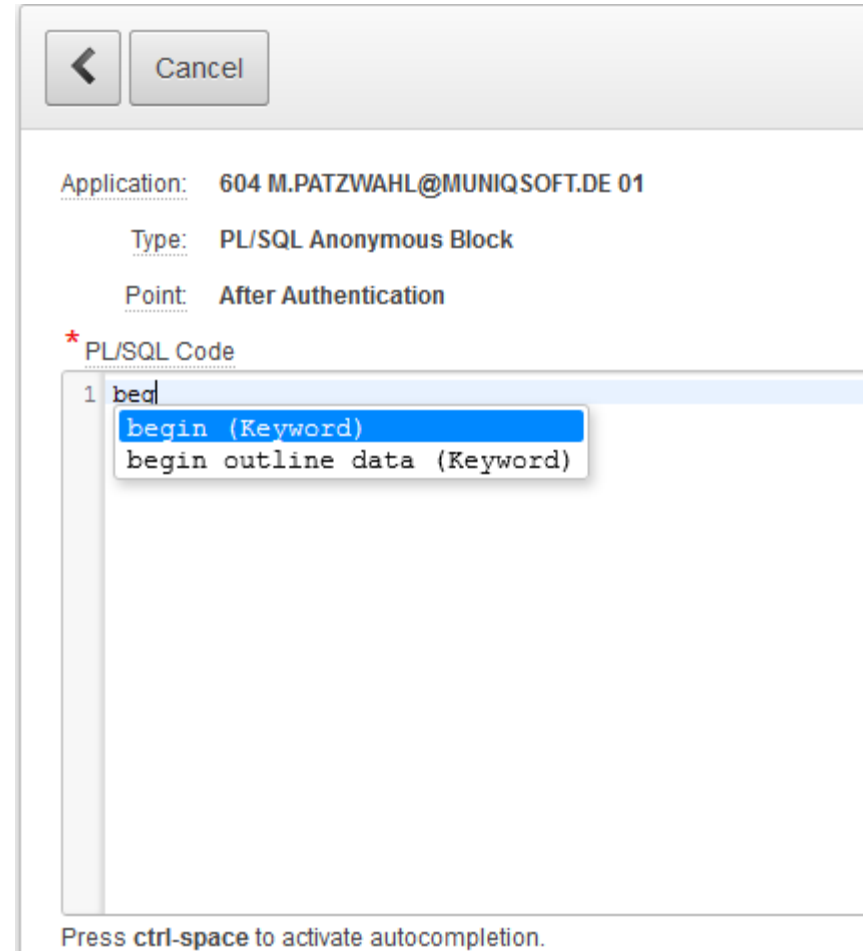 Cancel
Application: 604 M.PATZWAHL@MUNIQSOFT.DE 01
Type: PL/SQL Anonymous Block
Point: After Authentication
* PL/SQL Code
1 beg
begin (Keyword)
begin outline data (Keyword)
Press ctrl-space to activate autocompletion.